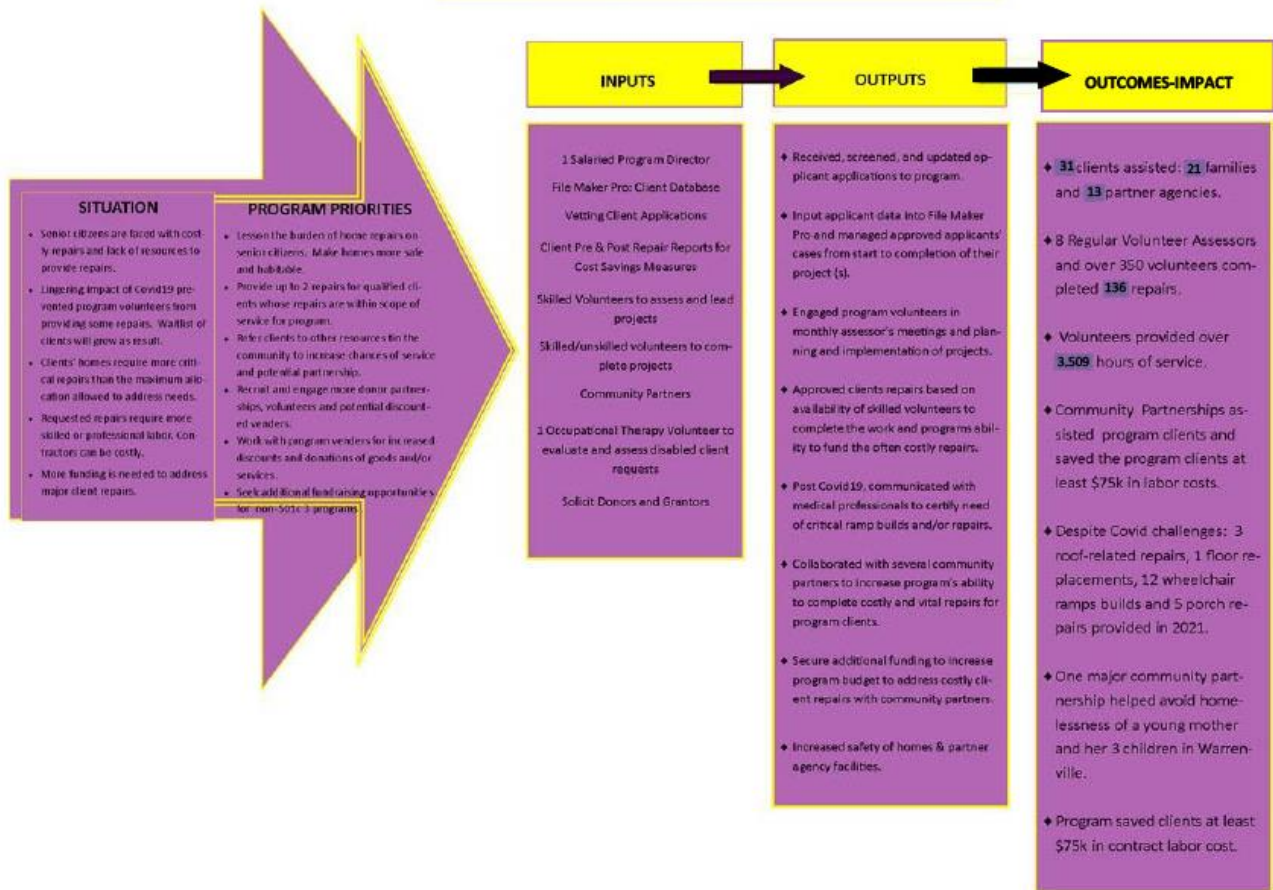 SITUATION
• Senior citizens are faced with cost-
ly repairs and lack of resources to
provide repairs.
• Lingering impact of Covid19 pre-
vented program volunteers from
providing some repairs. Waitlist of
clients will grow as result.
• Clients' homes require more criti-
cal repairs than the maximum allo-
cation allowed to address needs.
• Requested repairs require more
skilled or professional labor. Con-
tractors can be costly.
• More funding is needed to address
major client repairs.
PROGRAM PRIORITIES
• Lesson the burden of home repairs on
senior citizens. Make homes more safe
and habitable.
• Provide up to 2 repairs for qualified cli-
ents whose repairs are within scope of
service for program.
• Refer clients to other resources in the
community to increase chances of service
and potential partnership.
• Recruit and engage more donor partner-
ships, volunteers and potential discount-
ed venders.
• Work with program venders for increased
discounts and donations of goods and/or
services.
• Seek additional fundraising opportunities
for non-501c 3 programs
INPUTS
1 Salaried Program Director
File Maker Pro: Client Database
Vetting Client Applications
Client Pre & Post Repair Reports for
Cost Savings Measures
Skilled Volunteers to assess and lead
projects
Skilled/unskilled volunteers to com-
plete projects
Community Partners
1 Occupational Therapy Volunteer to
evaluate and assess disabled client
requests
Solicit Donors and Grantors
OUTPUTS
♦ Received, screened, and updated ap-
plicant applications to program.
♦ Input applicant data into File Maker
Pro and managed approved applicants'
cases from start to completion of their
project (s).
♦ Engaged program volunteers in
monthly assessor's meetings and plan-
ning and implementation of projects.
♦ Approved clients repairs based on
availability of skilled volunteers to
complete the work and programs abil-
ity to fund the often costly repairs.
♦ Post Covid19, communicated with
medical professionals to certify need
of critical ramp builds and/or repairs.
♦ Collaborated with several community
partners to increase program's ability
to complete costly and vital repairs for
program clients.
♦ Secure additional funding to increase
program budget to address costly cli-
ent repairs with community partners.
♦ Increased safety of homes & partner
agency facilities.
OUTCOMES-IMPACT
♦ 31 clients assisted: 21 families
and 13 partner agencies.
♦ 8 Regular Volunteer Assessors
and over 350 volunteers com-
pleted 136 repairs.
♦ Volunteers provided over
3,509 hours of service.
♦ Community Partnerships as-
sisted program clients and
saved the program clients at
least $75k in labor costs.
♦ Despite Covid challenges: 3
roof-related repairs, 1 floor re-
placements, 12 wheelchair
ramps builds and 5 porch re-
pairs provided in 2021.
♦ One major community part-
nership helped avoid home-
lessness of a young mother
and her 3 children in Warren-
ville.
♦ Program saved clients at least
$75k in contract labor cost.